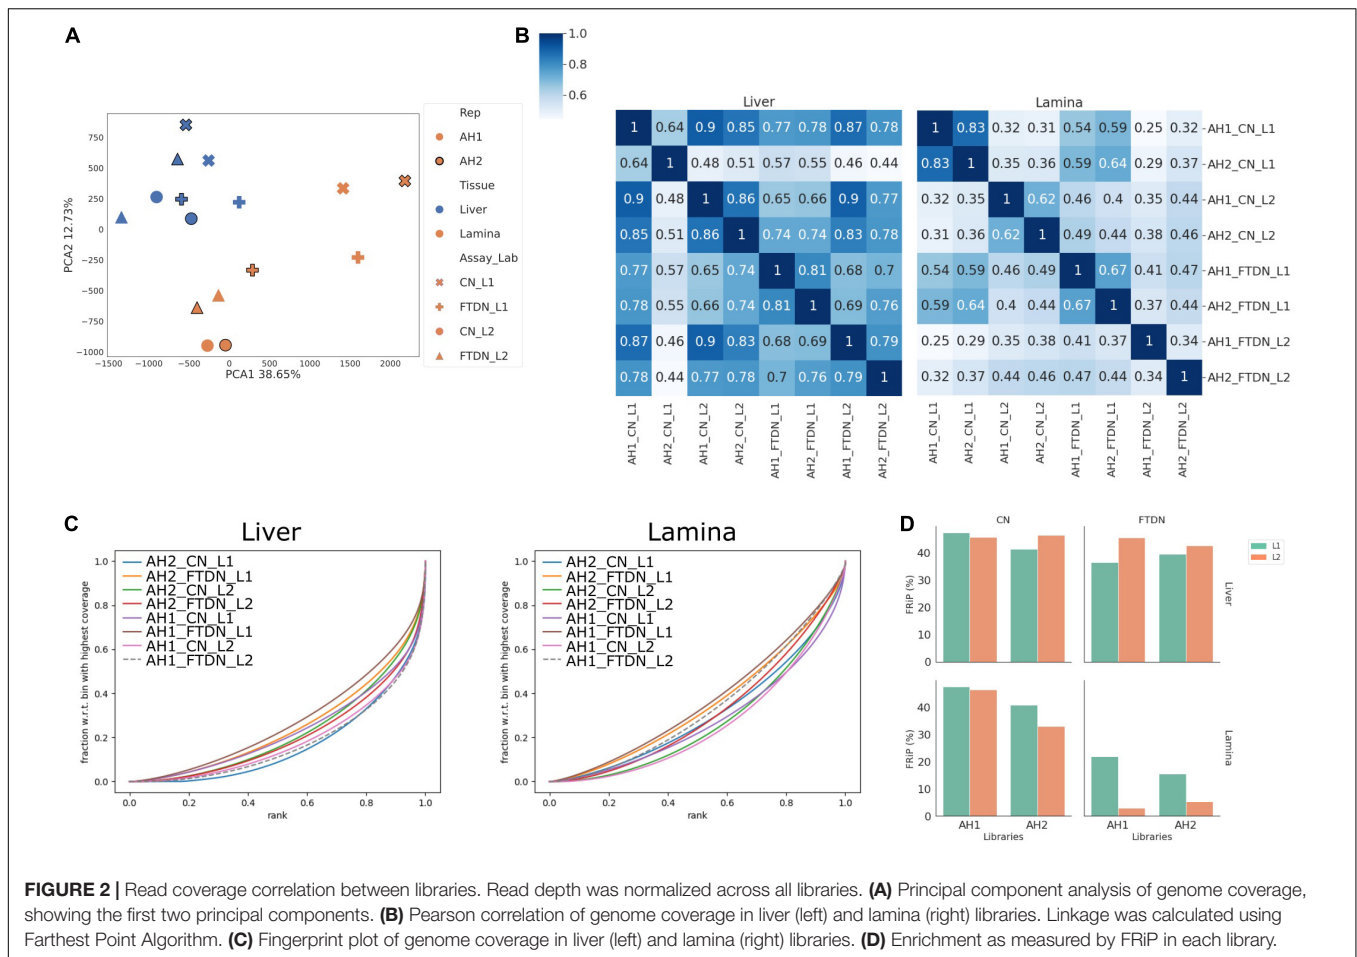 A
B
1.0
0.8
0.6
Rep
AH1
AH2
Tissue
Liver
Lamina
Assay_Lab
CN_L1
FTDN_L1
CN_L2
FTDN_L2
750
500
250
0
−250
−500
−750
−1000
PCA2 12.73%
−1500 −1000 −500 0 500 1000 1500 2000
PCA1 38.65%
Liver
1 0.64 0.9 0.85 0.77 0.78 0.87 0.78
0.64 1 0.48 0.51 0.57 0.55 0.46 0.44
0.9 0.48 1 0.86 0.65 0.66 0.9 0.77
0.85 0.51 0.86 1 0.74 0.74 0.83 0.78
0.77 0.57 0.65 0.74 1 0.81 0.68 0.7
0.78 0.55 0.66 0.74 0.81 1 0.69 0.76
0.87 0.46 0.9 0.83 0.68 0.69 1 0.79
0.78 0.44 0.77 0.78 0.7 0.76 0.79 1
AH1_CN_L1
AH2_CN_L1
AH1_CN_L2
AH2_CN_L2
AH1_FTDN_L1
AH2_FTDN_L1
AH1_FTDN_L2
AH2_FTDN_L2
Lamina
1 0.83 0.32 0.31 0.54 0.59 0.25 0.32 AH1_CN_L1
0.83 1 0.35 0.36 0.59 0.64 0.29 0.37 AH2_CN_L1
0.32 0.35 1 0.62 0.46 0.4 0.35 0.44 AH1_CN_L2
0.31 0.36 0.62 1 0.49 0.44 0.38 0.46 AH2_CN_L2
0.54 0.59 0.46 0.49 1 0.67 0.41 0.47 AH1_FTDN_L1
0.59 0.64 0.4 0.44 0.67 1 0.37 0.44 AH2_FTDN_L1
0.25 0.29 0.35 0.38 0.41 0.37 1 0.34 AH1_FTDN_L2
0.32 0.37 0.44 0.46 0.47 0.44 0.34 1 AH2_FTDN_L2
AH1_CN_L1
AH2_CN_L1
AH1_CN_L2
AH2_CN_L2
AH1_FTDN_L1
AH2_FTDN_L1
AH1_FTDN_L2
AH2_FTDN_L2
C
Liver
AH2_CN_L1
AH2_FTDN_L1
AH2_CN_L2
AH2_FTDN_L2
AH1_CN_L1
AH1_FTDN_L1
AH1_CN_L2
AH1_FTDN_L2
fraction w.r.t. bin with highest coverage
1.0
0.8
0.6
0.4
0.2
0.0
0.0 0.2 0.4 0.6 0.8 1.0
rank
Lamina
AH2_CN_L1
AH2_FTDN_L1
AH2_CN_L2
AH2_FTDN_L2
AH1_CN_L1
AH1_FTDN_L1
AH1_CN_L2
AH1_FTDN_L2
fraction w.r.t. bin with highest coverage
1.0
0.8
0.6
0.4
0.2
0.0
0.0 0.2 0.4 0.6 0.8 1.0
rank
D
CN FTDN
L1
L2
FRiP (%)
40
30
20
10
0
Liver
FRiP (%)
40
30
20
10
0
Lamina
AH1 AH2 AH1 AH2
Libraries Libraries
FIGURE 2 | Read coverage correlation between libraries. Read depth was normalized across all libraries. (A) Principal component analysis of genome coverage,
showing the first two principal components. (B) Pearson correlation of genome coverage in liver (left) and lamina (right) libraries. Linkage was calculated using
Farthest Point Algorithm. (C) Fingerprint plot of genome coverage in liver (left) and lamina (right) libraries. (D) Enrichment as measured by FRiP in each library.